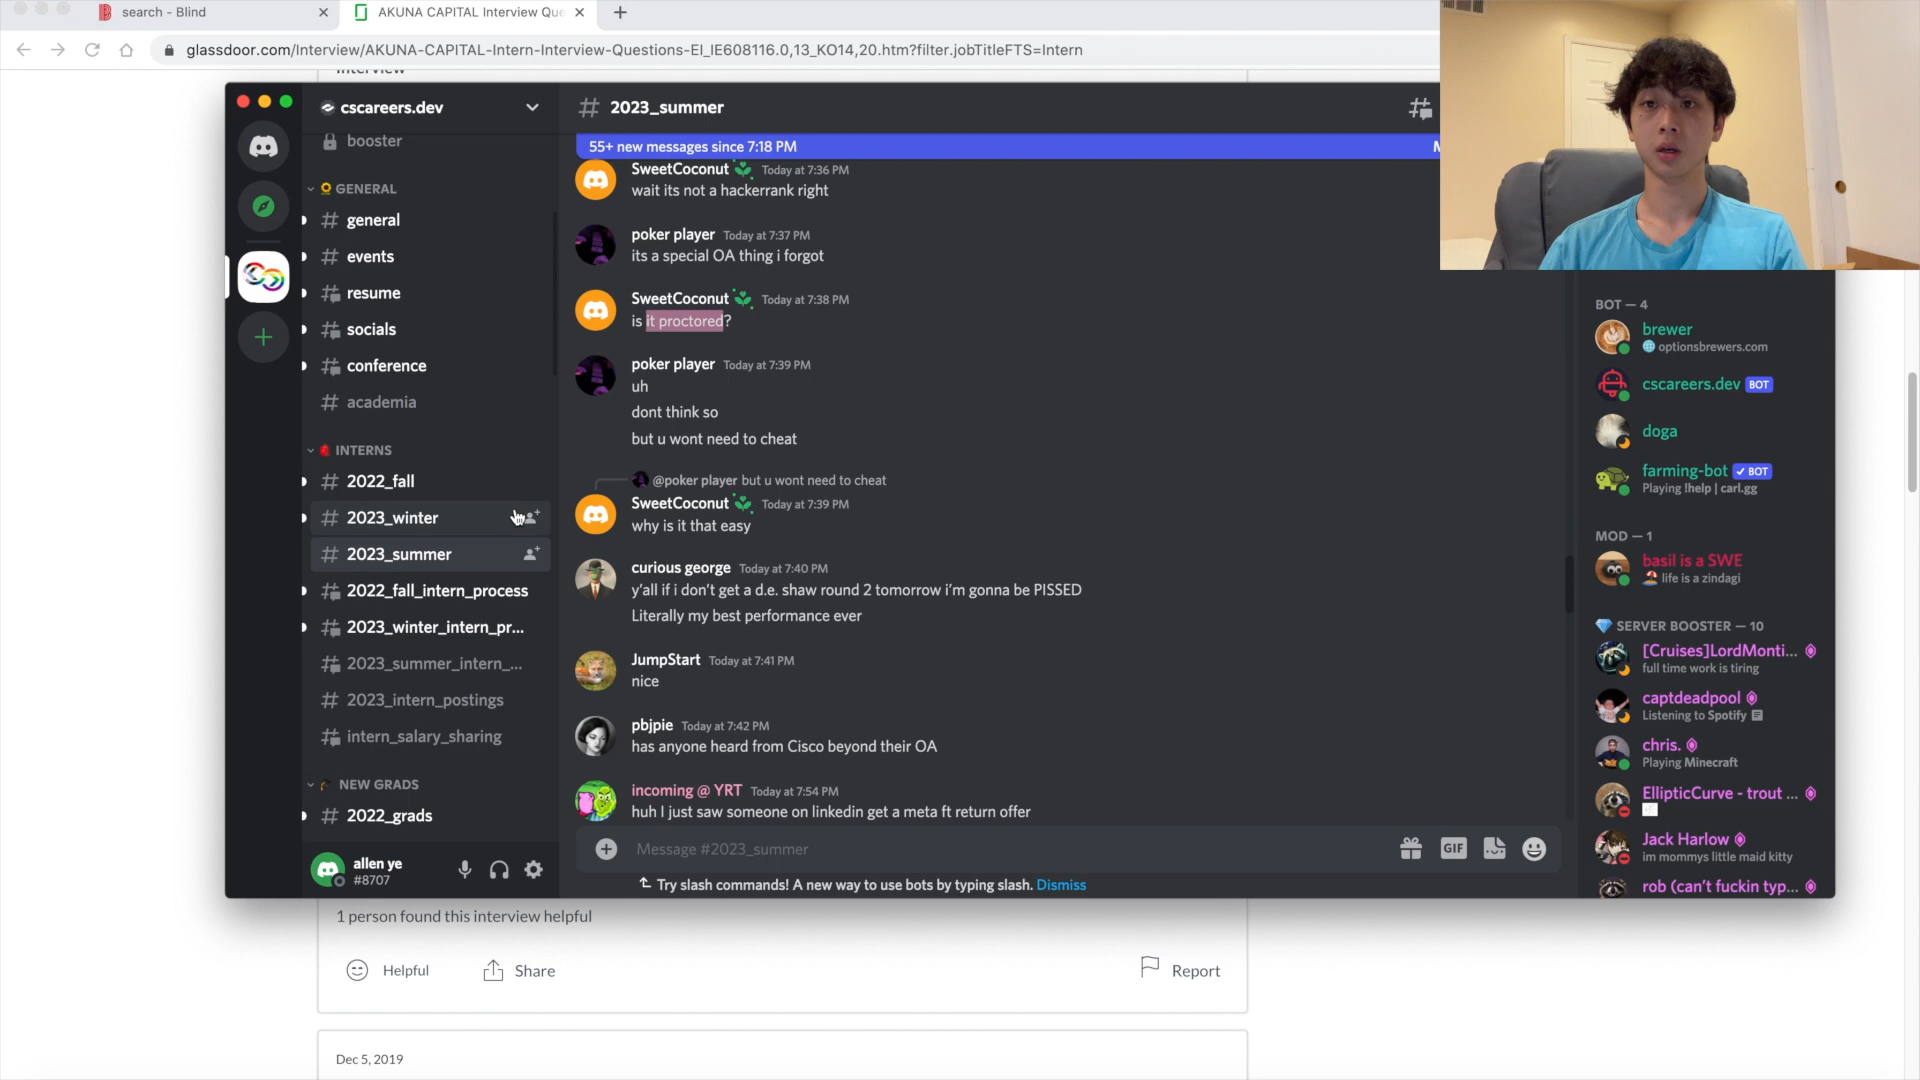 search - Blind
AKUNA CAPITAL Interview Que
glassdoor.com/Interview/AKUNA-CAPITAL-Intern-Interview-Questions-EI_IE608116.0,13_KO14,20.htm?filter.jobTitleFTS=Intern
Interview
cscareers.dev
booster
GENERAL
general
events
resume
socials
conference
academia
INTERNS
2022_fall
2023_winter
2023_summer
2022_fall_intern_process
2023_winter_intern_pr...
2023_summer_intern_...
2023_intern_postings
intern_salary_sharing
NEW GRADS
2022_grads
allen ye
#8707
2023_summer
55+ new messages since 7:18 PM
SweetCoconut Today at 7:36 PM
wait its not a hackerrank right
poker player Today at 7:37 PM
its a special OA thing i forgot
SweetCoconut Today at 7:38 PM
is it proctored?
poker player Today at 7:39 PM
uh
dont think so
but u wont need to cheat
@poker player but u wont need to cheat
SweetCoconut Today at 7:39 PM
why is it that easy
curious george Today at 7:40 PM
y'all if i don't get a d.e. shaw round 2 tomorrow i'm gonna be PISSED
Literally my best performance ever
JumpStart Today at 7:41 PM
nice
pbjpie Today at 7:42 PM
has anyone heard from Cisco beyond their OA
incoming @ YRT Today at 7:54 PM
huh I just saw someone on linkedin get a meta ft return offer
Message #2023_summer
GIF
Try slash commands! A new way to use bots by typing slash. Dismiss
BOT — 4
brewer
optionsbrewers.com
cscareers.dev BOT
doga
farming-bot BOT
Playing !help | carl.gg
MOD — 1
basil is a SWE
life is a zindagi
SERVER BOOSTER — 10
[Cruises]LordMonti...
full time work is tiring
captdeadpool
Listening to Spotify
chris.
Playing Minecraft
EllipticCurve - trout ...
Jack Harlow
im mommys little maid kitty
rob (can't fuckin typ...
1 person found this interview helpful
Helpful
Share
Report
Dec 5, 2019